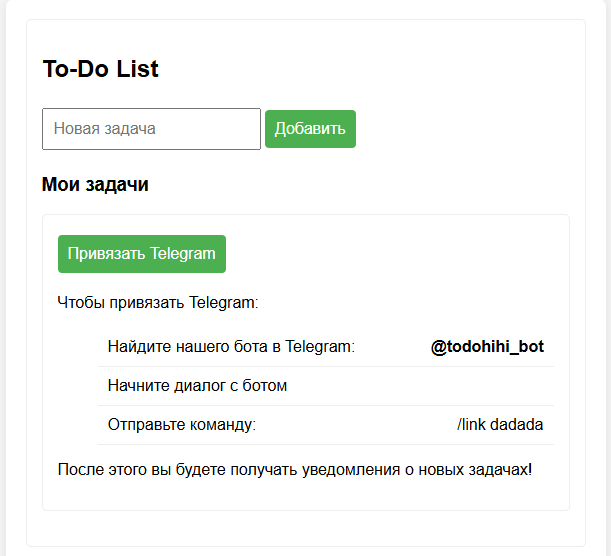 To-Do List
Новая задача Добавить
Мои задачи
Привязать Telegram
Чтобы привязать Telegram:
Найдите нашего бота в Telegram: @todohihi_bot
Начните диалог с ботом
Отправьте команду: /link dadada
После этого вы будете получать уведомления о новых задачах!